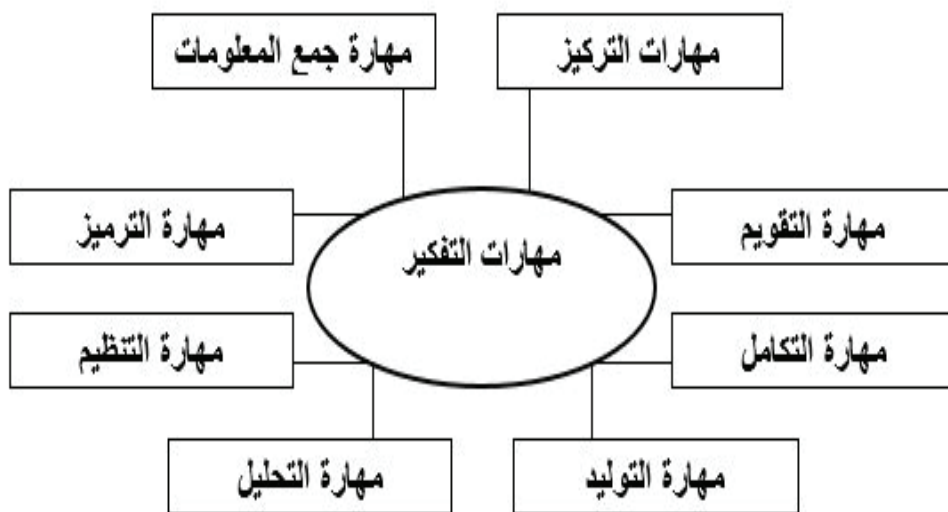 مهارات التركيز
مهارة جمع المعلومات
مهارة التقويم
مهارة الترميز
مهارات التفكير
مهارة التكامل
مهارة التنظيم
مهارة التوليد
مهارة التحليل